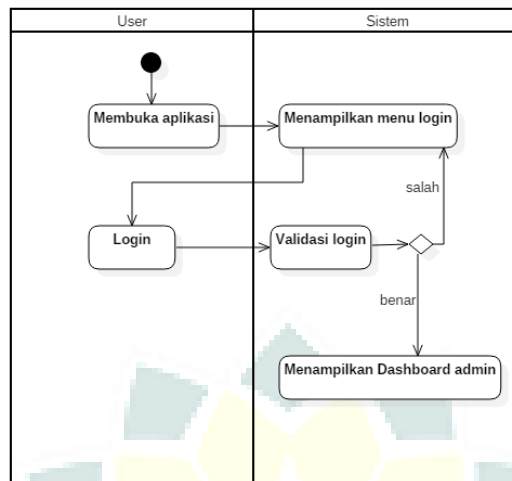 User
Sistem
Membuka aplikasi
Menampilkan menu login
salah
Login
Validasi login
benar
Menampilkan Dashboard admin